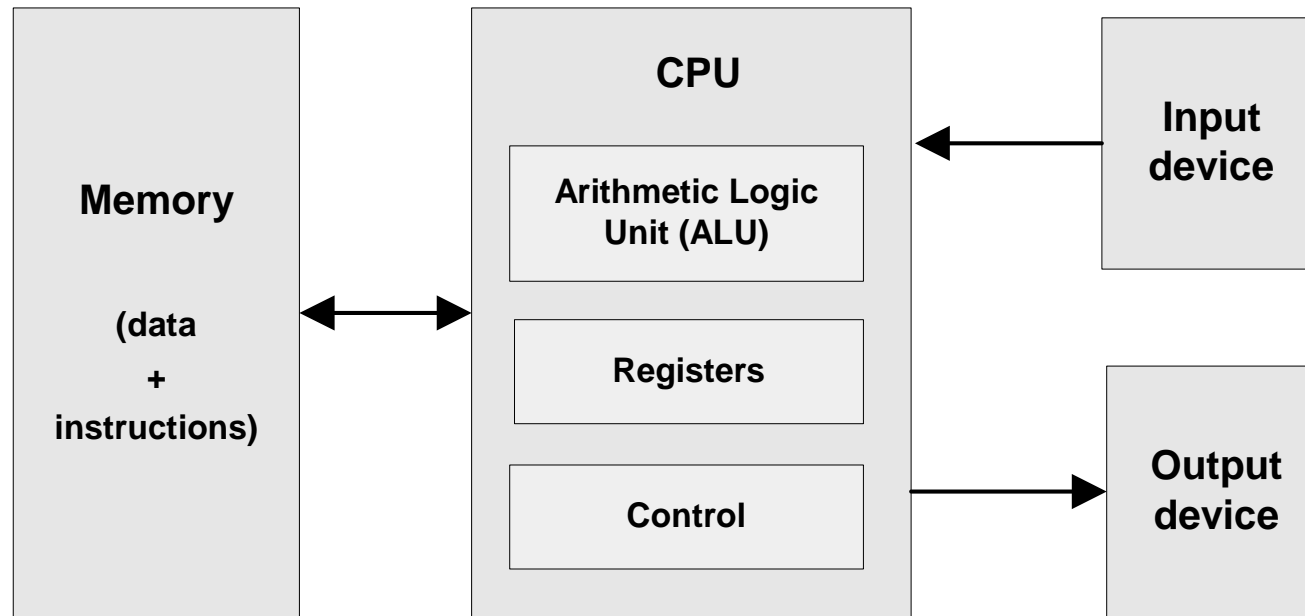 Memory
(data
+
instructions)
CPU
Arithmetic Logic
Unit (ALU)
Registers
Control
Input
device
Output
device